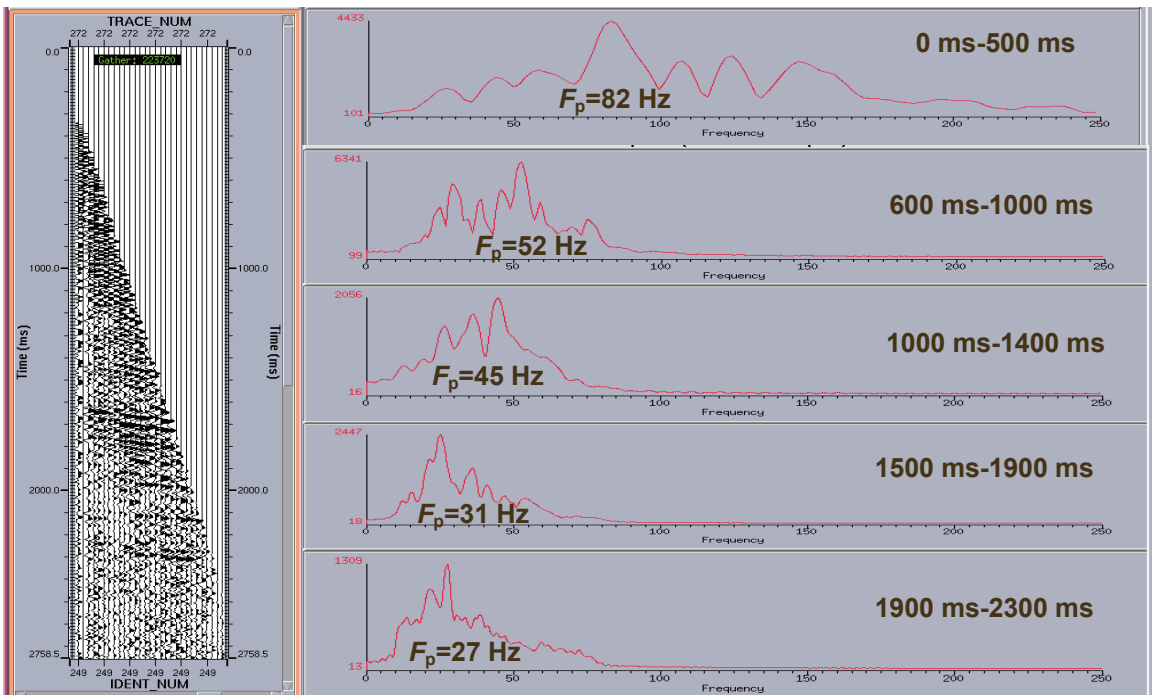 TRACE_NUM
272 272 272 272 272 272
0.0 0.0
Gather: 223720
1000.0 1000.0
Time (ms) Time (ms)
2000.0 2000.0
2758.5 2758.5
249 249 249 249 249 249
IDENT_NUM
4433
0 ms-500 ms
Fp=82 Hz
101
0 50 100 150 200 250
Frequency
6341
600 ms-1000 ms
Fp=52 Hz
99
0 50 100 150 200 250
Frequency
2056
1000 ms-1400 ms
Fp=45 Hz
16
0 50 100 150 200 250
Frequency
2447
1500 ms-1900 ms
Fp=31 Hz
18
0 50 100 150 200 250
Frequency
1309
1900 ms-2300 ms
Fp=27 Hz
13
0 50 100 150 200 250
Frequency